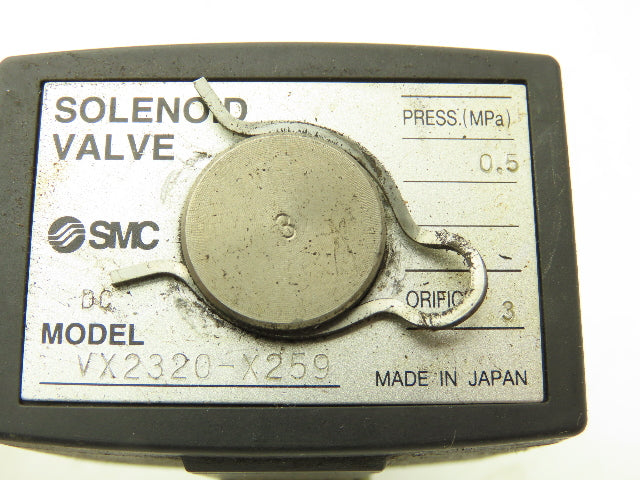 SOLENOID
VALVE
PRESS.(MPa)
0.5
SMC
3
DC
ORIFIC 3
MODEL
VX2320-X259
MADE IN JAPAN